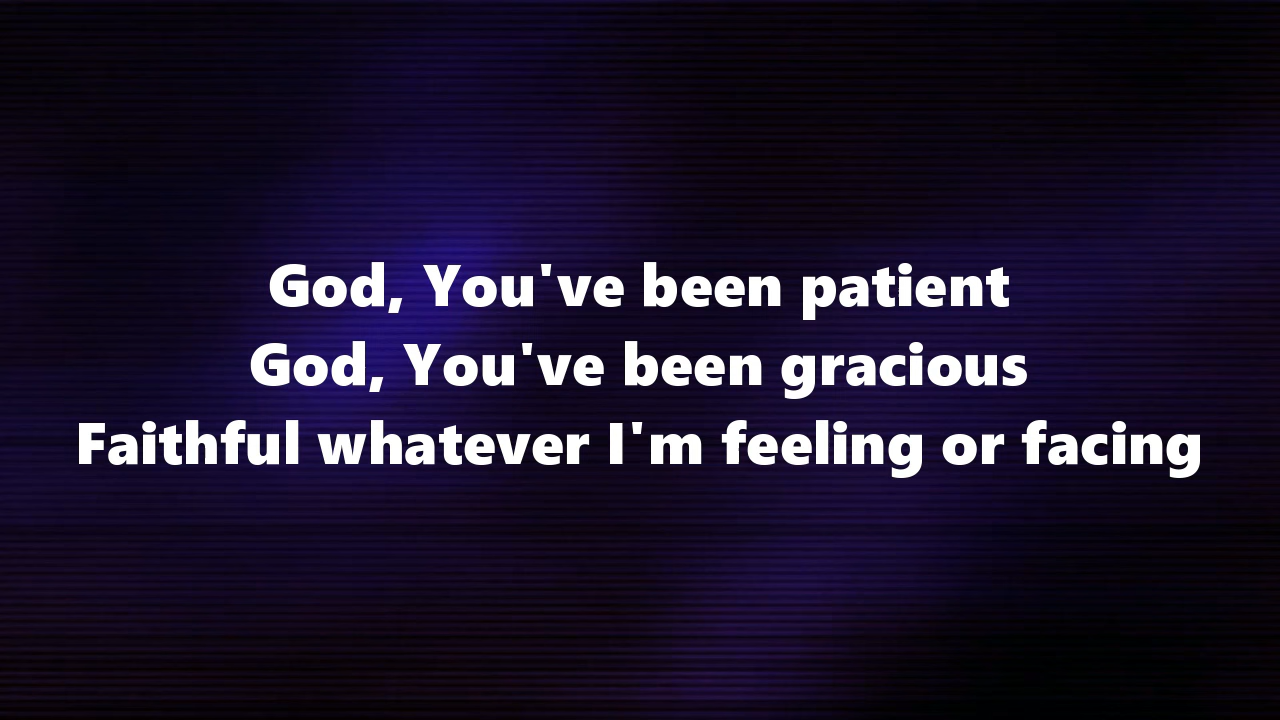 God, You've been patient
God, You've been gracious
Faithful whatever I'm feeling or facing